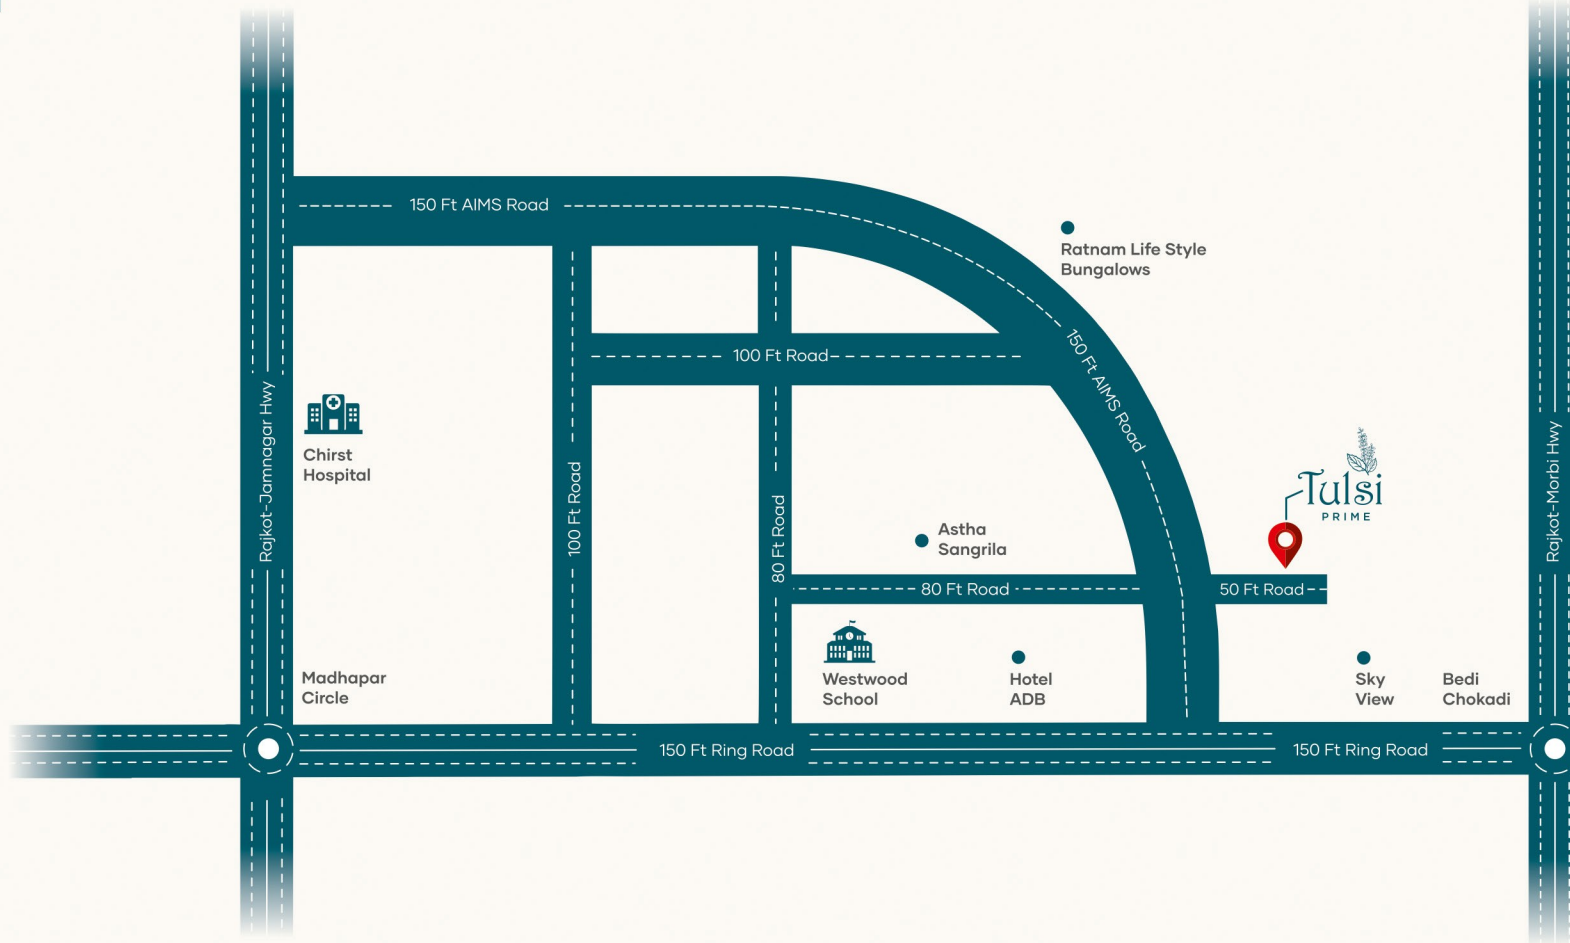 150 Ft AIMS Road
Ratnam Life Style
Bungalows
150 Ft AIMS Road
100 Ft Road
Rajkot-Jamnagar Hwy
Chirst
Hospital
100 Ft Road
80 Ft Road
Astha
Sangrila
Tulsi
PRIME
Rajkot-Morbi Hwy
80 Ft Road
50 Ft Road
Madhapar
Circle
Westwood
School
Hotel
ADB
Sky
View
Bedi
Chokadi
150 Ft Ring Road
150 Ft Ring Road